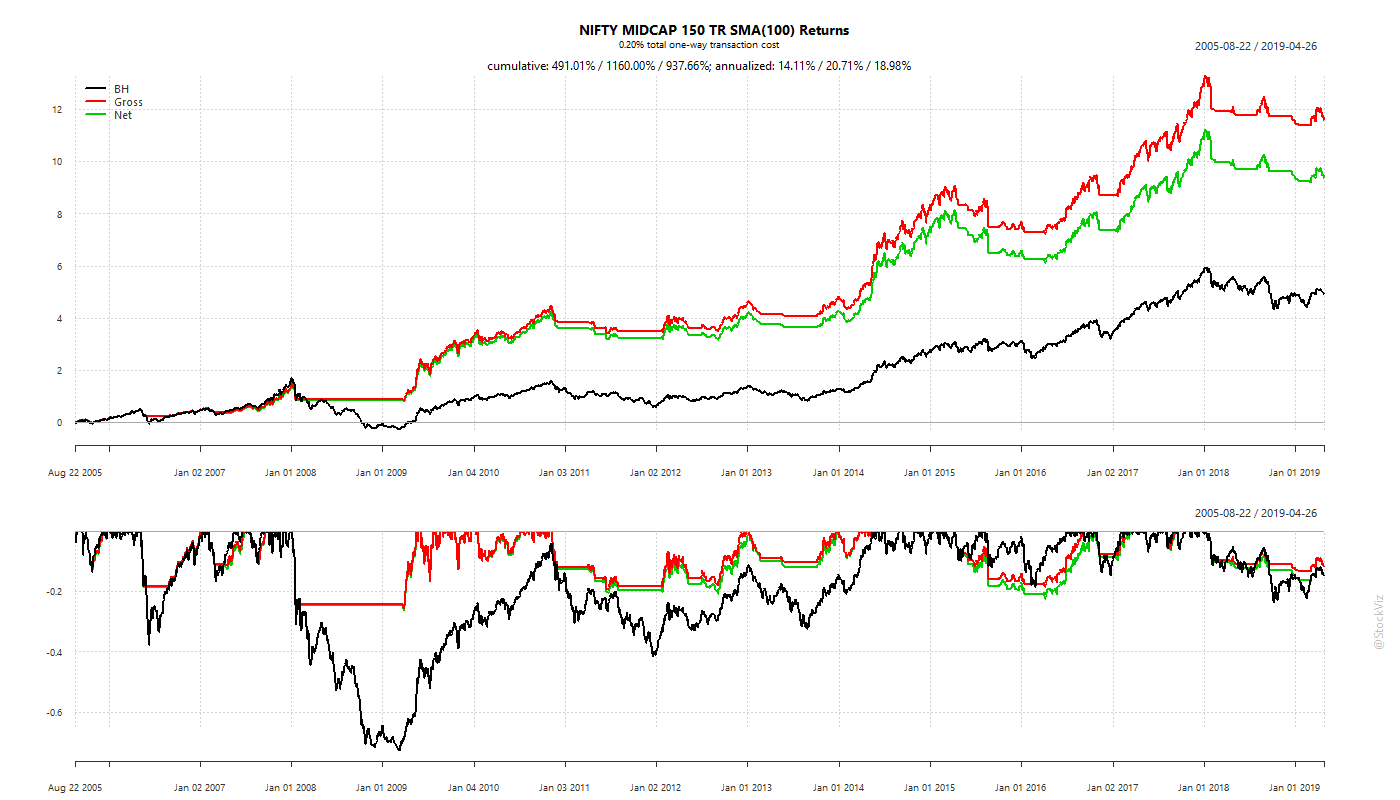 NIFTY MIDCAP 150 TR SMA(100) Returns
0.20% total one-way transaction cost
2005-08-22 / 2019-04-26
cumulative: 491.01% / 1160.00% / 937.66%; annualized: 14.11% / 20.71% / 18.98%
BH
Gross
Net
12
10
8
6
4
2
0
Aug 22 2005 Jan 02 2007 Jan 01 2008 Jan 01 2009 Jan 04 2010 Jan 03 2011 Jan 02 2012 Jan 01 2013 Jan 01 2014 Jan 01 2015 Jan 01 2016 Jan 02 2017 Jan 01 2018 Jan 01 2019
2005-08-22 / 2019-04-26
-0.2
-0.4
-0.6
Aug 22 2005 Jan 02 2007 Jan 01 2008 Jan 01 2009 Jan 04 2010 Jan 03 2011 Jan 02 2012 Jan 01 2013 Jan 01 2014 Jan 01 2015 Jan 01 2016 Jan 02 2017 Jan 01 2018 Jan 01 2019
@StockViz